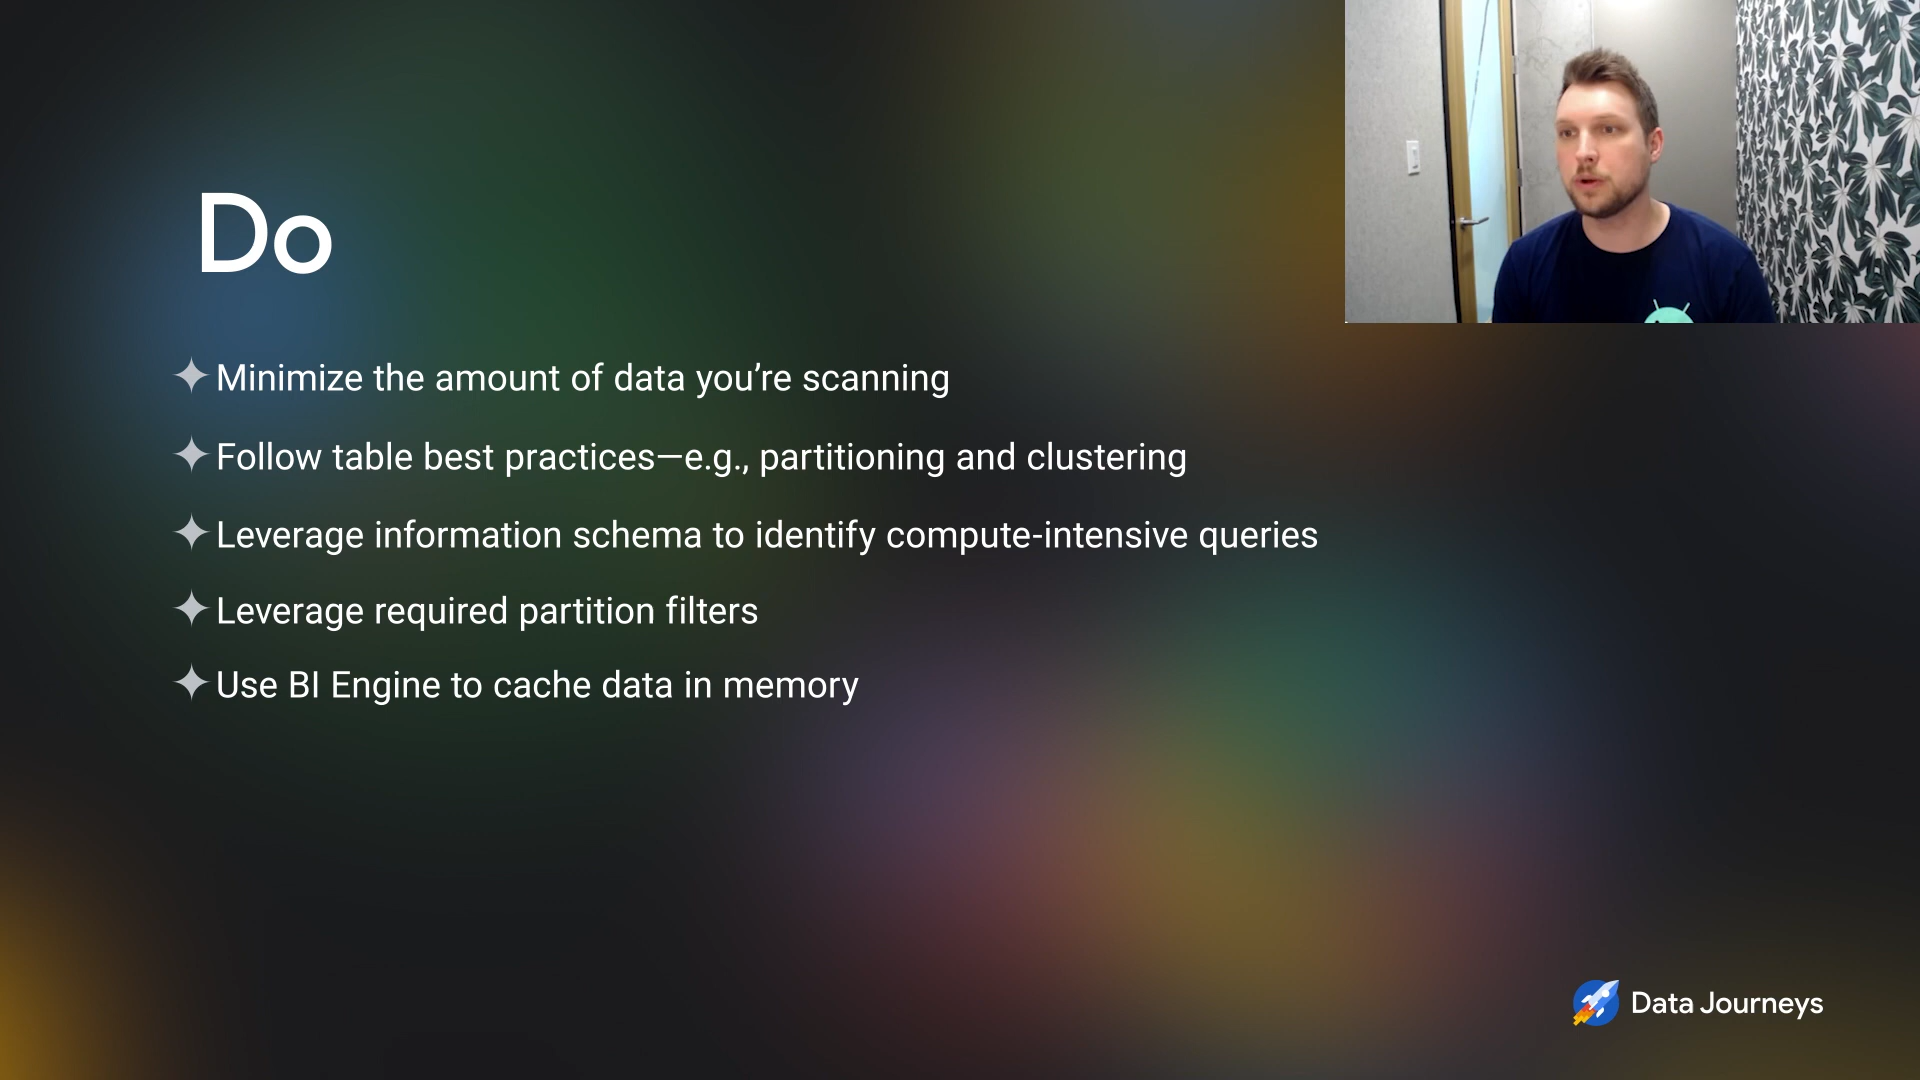 Do
Minimize the amount of data you’re scanning
Follow table best practices—e.g., partitioning and clustering
Leverage information schema to identify compute-intensive queries
Leverage required partition filters
Use BI Engine to cache data in memory
Data Journeys